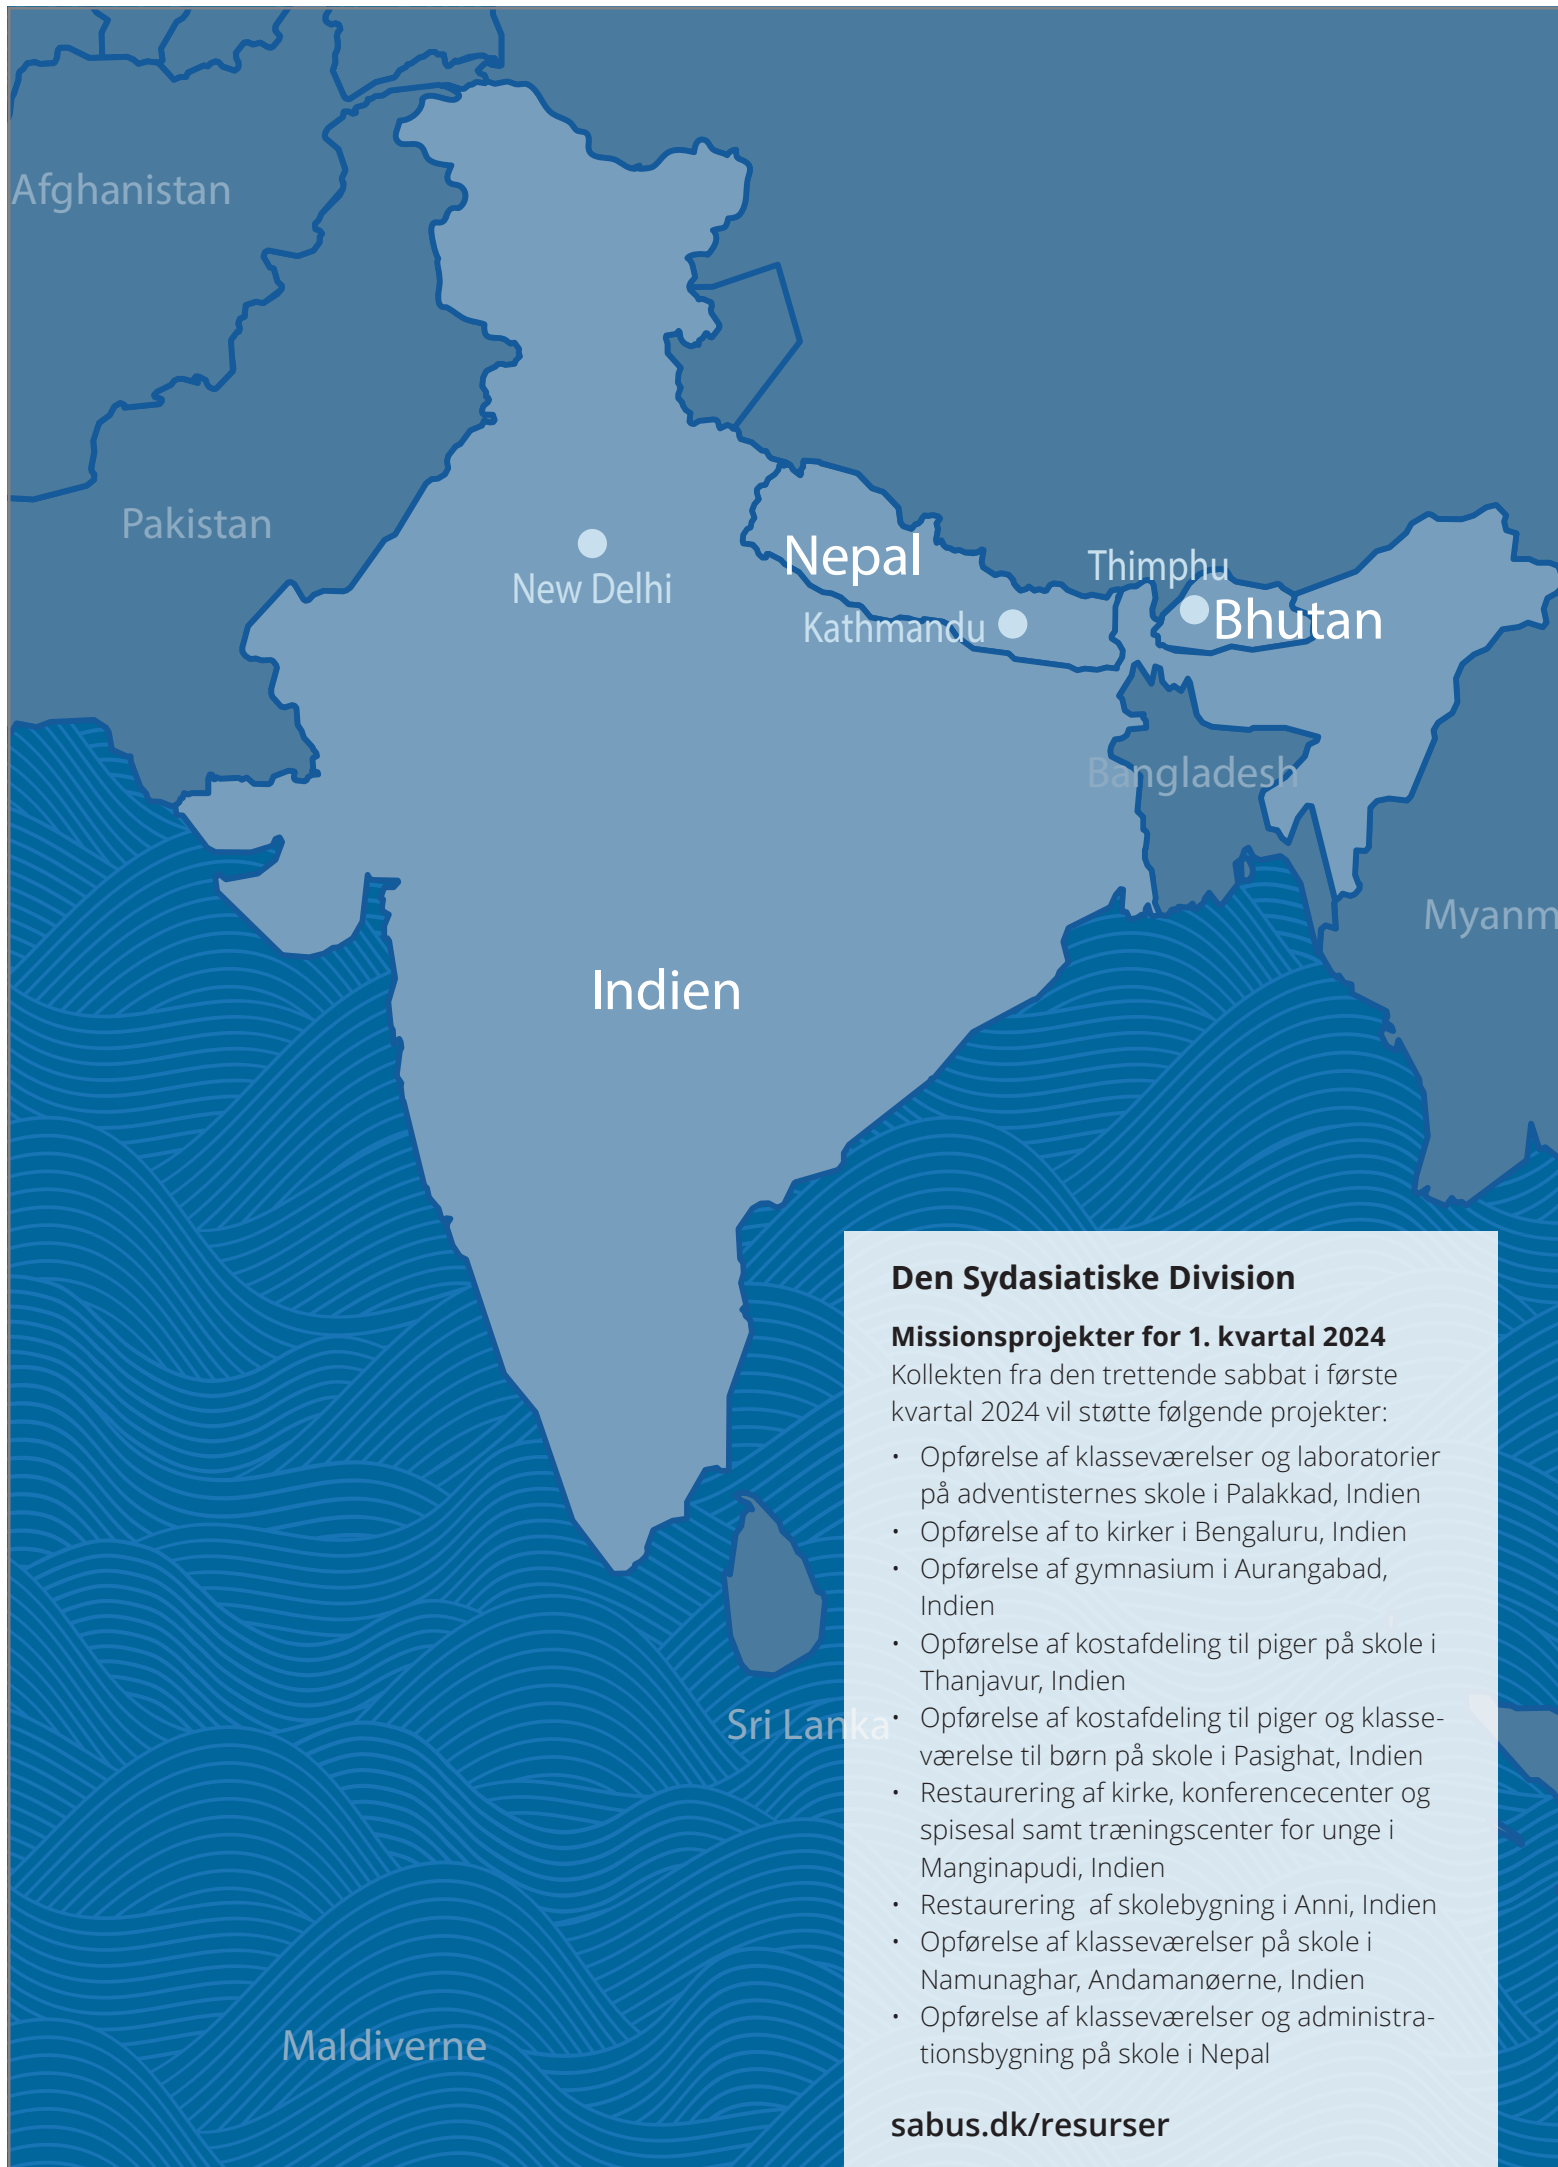 Afghanistan
Pakistan
New Delhi
Nepal
Kathmandu
Thimphu
Bhutan
Bangladesh
Myanm
Indien
Sri Lanka
Maldiverne
Den Sydasiatiske Division
Missionsprojekter for 1. kvartal 2024
Kollekten fra den trettende sabbat i første
kvartal 2024 vil støtte følgende projekter:
• Opførelse af klasseværelser og laboratorier
på adventisternes skole i Palakkad, Indien
• Opførelse af to kirker i Bengaluru, Indien
• Opførelse af gymnasium i Aurangabad,
Indien
• Opførelse af kostafdeling til piger på skole i
Thanjavur, Indien
• Opførelse af kostafdeling til piger og klasse-
værelse til børn på skole i Pasighat, Indien
• Restaurering af kirke, konferencecenter og
spisesal samt træningscenter for unge i
Manginapudi, Indien
• Restaurering af skolebygning i Anni, Indien
• Opførelse af klasseværelser på skole i
Namunaghar, Andamanøerne, Indien
• Opførelse af klasseværelser og administra-
tionsbygning på skole i Nepal
sabus.dk/resurser